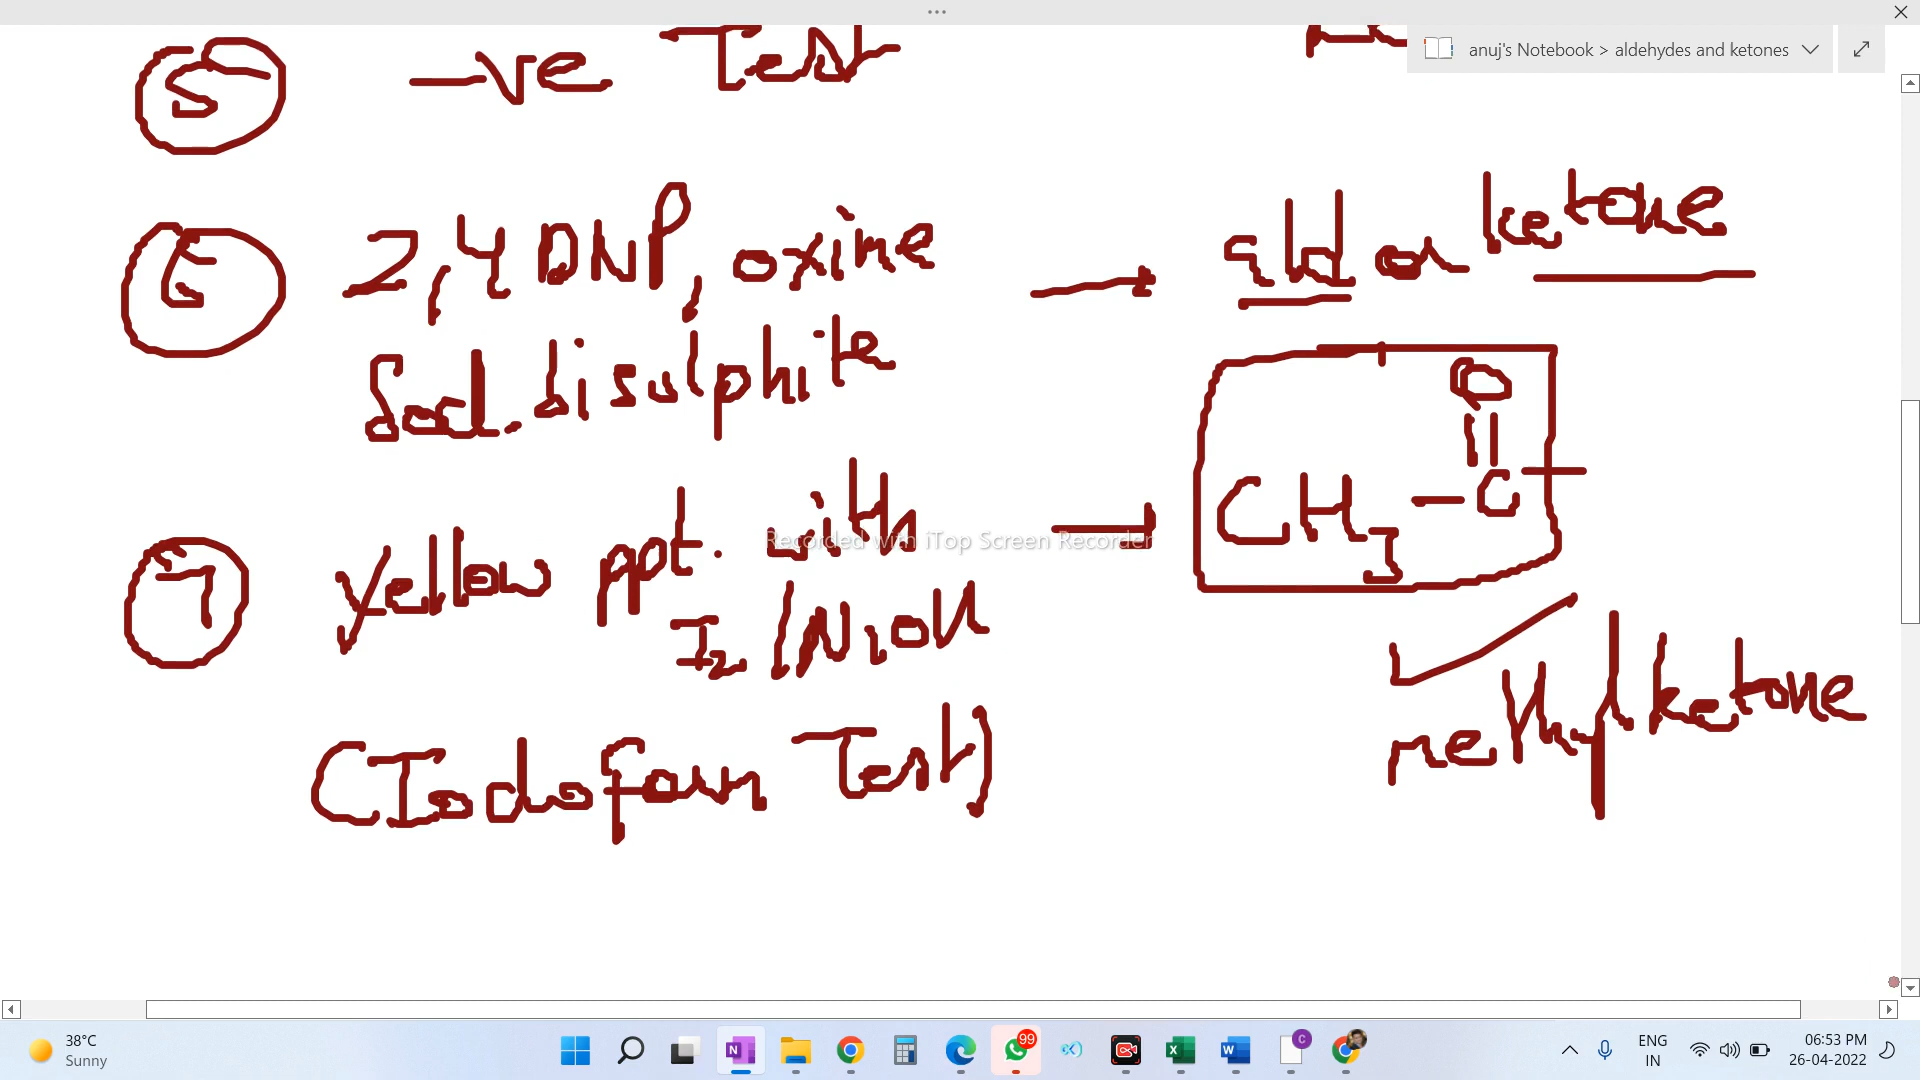 anuj's Notebook > aldehydes and ketones
5 -ve Test
6 2,4 DNP, oxime → ald or ketone
Sod. disulphite
O
7 yellow ppt. with → CH3 - C -
I2 / NaOH
methyl ketone
(Iodoform Test)
Recorded with iTop Screen Recorder
38°C
Sunny
99
ENG
IN
06:53 PM
26-04-2022